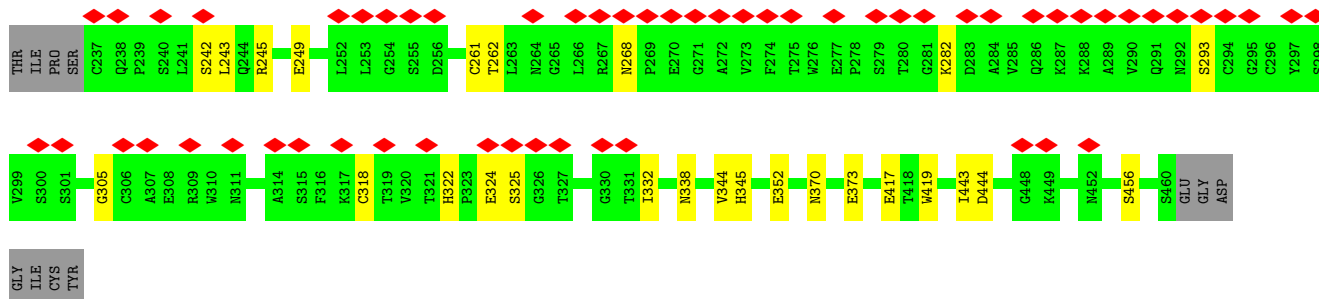 THR ILE PRO SER C237 Q238 P239 S240 L241 S242 L243 Q244 R245 E249 L252 L253 G254 S255 D256 C261 T262 L263 N264 G265 L266 R267 N268 P269 E270 G271 A272 V273 F274 T275 W276 E277 P278 S279 T280 G281 K282 D283 A284 V285 Q286 K287 K288 A289 V290 Q291 N292 S293 C294 G295 C296 Y297 S298
V299 S300 S301 G305 C306 A307 E308 R309 W310 N311 A314 S315 F316 K317 C318 T319 V320 T321 H322 P323 E324 S325 G326 T327 G330 T331 I332 N338 V344 H345 E352 N370 E373 E417 T418 W419 I443 D444 G448 K449 N452 S456 S460 GLU GLY ASP
GLY ILE CYS TYR